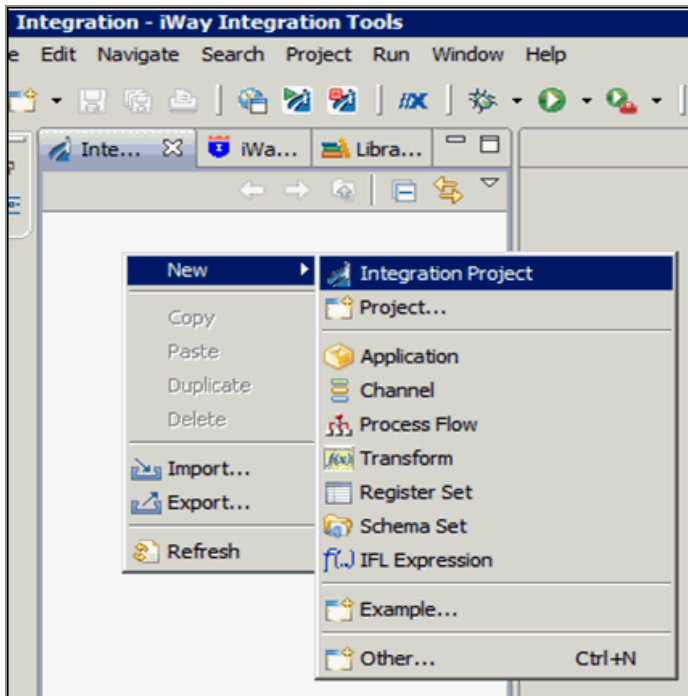 Integration - iWay Integration Tools
e Edit Navigate Search Project Run Window Help
Inte... iWa... Libra...
New
Copy
Paste
Duplicate
Delete
Import...
Export...
Refresh
Integration Project
Project...
Application
Channel
Process Flow
f(x) Transform
Register Set
Schema Set
f(..) IFL Expression
Example...
Other... Ctrl+N